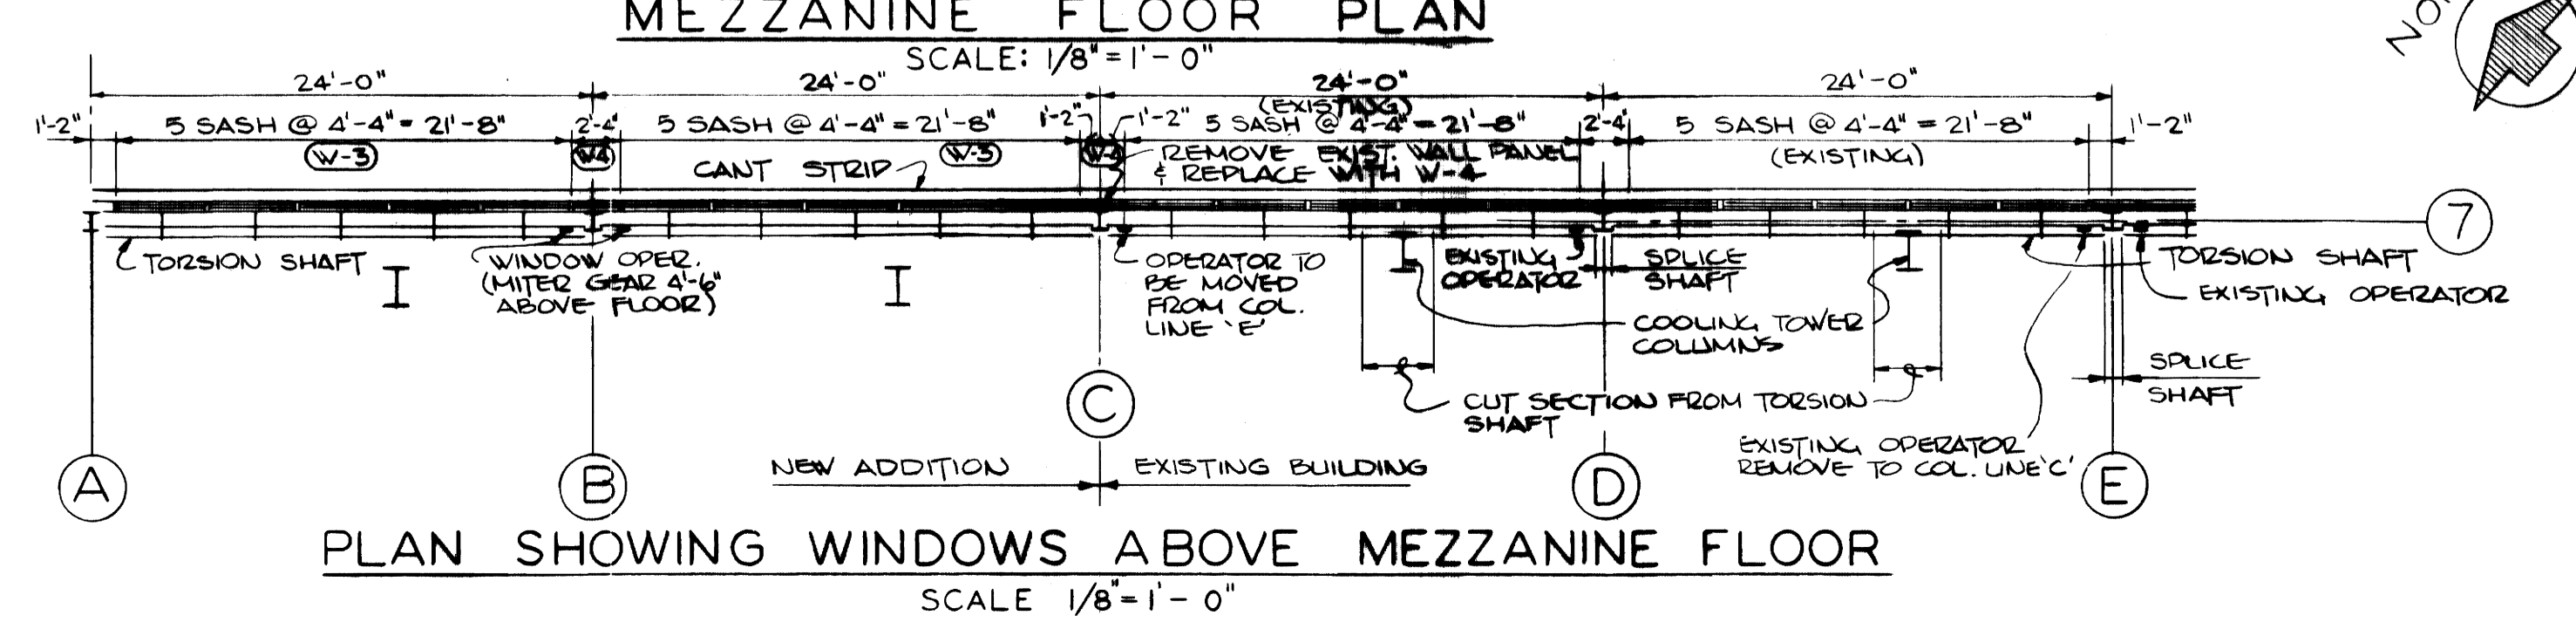 MEZZANINE FLOOR PLAN
SCALE: 1/8"=1'-0"
NO
24'-0"
24'-0"
24'-0"
(EXISTING)
24'-0"
1'-2"
5 SASH @ 4'-4" = 21'-8"
2'-4"
5 SASH @ 4'-4" = 21'-8"
1'-2"
1'-2"
5 SASH @ 4'-4" = 21'-8"
2'-4"
5 SASH @ 4'-4" = 21'-8"
1'-2"
(EXISTING)
W-3
W4
CANT STRIP
W-3
W-4
REMOVE EXIST. WALL PANEL
& REPLACE WITH W-4
7
TORSION SHAFT
WINDOW OPER.
(MITER GEAR 4'-6"
ABOVE FLOOR)
OPERATOR TO
BE MOVED
FROM COL.
LINE 'E'
EXISTING
OPERATOR
SPLICE
SHAFT
TORSION SHAFT
EXISTING OPERATOR
COOLING TOWER
COLUMNS
CUT SECTION FROM TORSION
SHAFT
SPLICE
SHAFT
EXISTING OPERATOR
REMOVE TO COL. LINE 'C'
NEW ADDITION
EXISTING BUILDING
A
B
C
D
E
PLAN SHOWING WINDOWS ABOVE MEZZANINE FLOOR
SCALE 1/8"=1'-0"